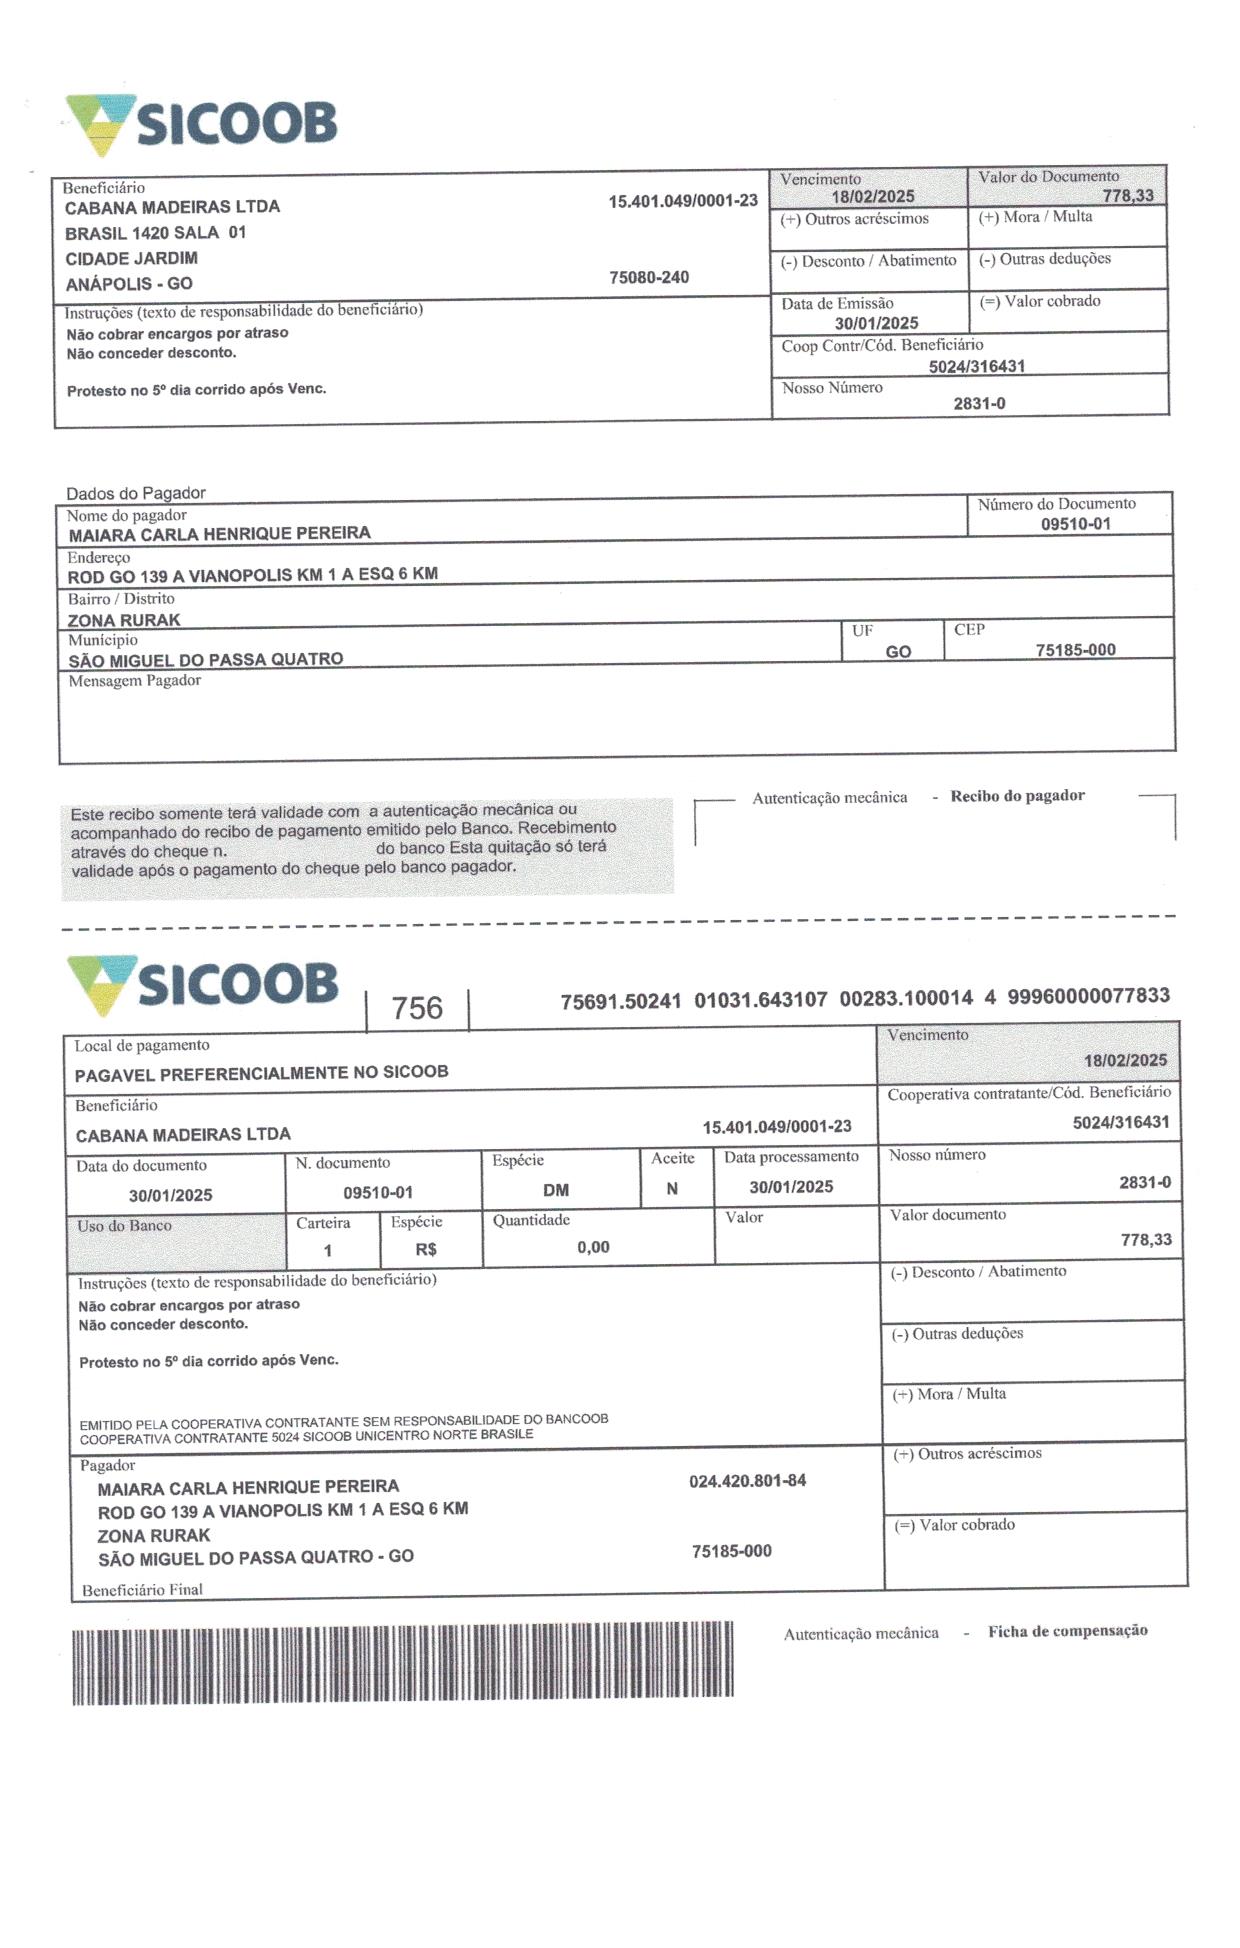 SICOOB
Beneficiário
CABANA MADEIRAS LTDA 15.401.049/0001-23
BRASIL 1420 SALA 01
CIDADE JARDIM
ANÁPOLIS - GO 75080-240
Vencimento
18/02/2025
Valor do Documento
778,33
(+) Outros acréscimos
(+) Mora / Multa
(-) Desconto / Abatimento
(-) Outras deduções
Data de Emissão
30/01/2025
(=) Valor cobrado
Instruções (texto de responsabilidade do beneficiário)
Não cobrar encargos por atraso
Não conceder desconto.
Protesto no 5º dia corrido após Venc.
Coop Contr/Cód. Beneficiário
5024/316431
Nosso Número
2831-0
Dados do Pagador
Nome do pagador
MAIARA CARLA HENRIQUE PEREIRA
Número do Documento
09510-01
Endereço
ROD GO 139 A VIANOPOLIS KM 1 A ESQ 6 KM
Bairro / Distrito
ZONA RURAK
Município
SÃO MIGUEL DO PASSA QUATRO
UF
GO
CEP
75185-000
Mensagem Pagador
Este recibo somente terá validade com a autenticação mecânica ou
acompanhado do recibo de pagamento emitido pelo Banco. Recebimento
através do cheque n. do banco Esta quitação só terá
validade após o pagamento do cheque pelo banco pagador.
Autenticação mecânica - Recibo do pagador
SICOOB
756
75691.50241 01031.643107 00283.100014 4 99960000077833
Local de pagamento
PAGAVEL PREFERENCIALMENTE NO SICOOB
Vencimento
18/02/2025
Beneficiário
CABANA MADEIRAS LTDA 15.401.049/0001-23
Cooperativa contratante/Cód. Beneficiário
5024/316431
Data do documento
30/01/2025
N. documento
09510-01
Espécie
DM
Aceite
N
Data processamento
30/01/2025
Nosso número
2831-0
Uso do Banco
Carteira
1
Espécie
R$
Quantidade
0,00
Valor
Valor documento
778,33
Instruções (texto de responsabilidade do beneficiário)
Não cobrar encargos por atraso
Não conceder desconto.
Protesto no 5º dia corrido após Venc.
EMITIDO PELA COOPERATIVA CONTRATANTE SEM RESPONSABILIDADE DO BANCOOB
COOPERATIVA CONTRATANTE 5024 SICOOB UNICENTRO NORTE BRASILE
(-) Desconto / Abatimento
(-) Outras deduções
(+) Mora / Multa
(+) Outros acréscimos
(=) Valor cobrado
Pagador
MAIARA CARLA HENRIQUE PEREIRA 024.420.801-84
ROD GO 139 A VIANOPOLIS KM 1 A ESQ 6 KM
ZONA RURAK
SÃO MIGUEL DO PASSA QUATRO - GO 75185-000
Beneficiário Final
Autenticação mecânica - Ficha de compensação